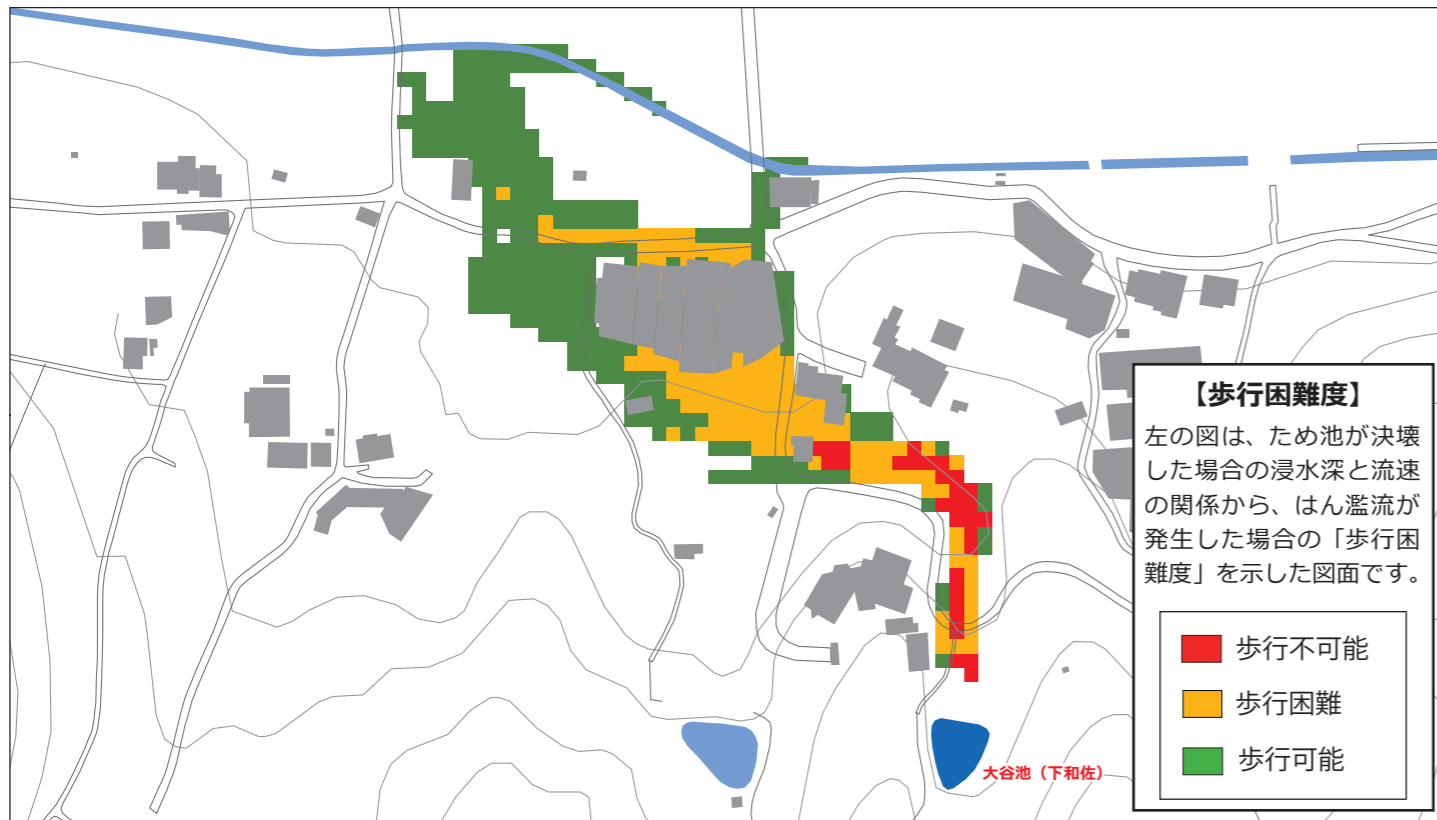 【歩行困難度】
左の図は、ため池が決壊
した場合の浸水深と流速
の関係から、はん濫流が
発生した場合の「歩行困
難度」を示した図面です。
歩行不可能
歩行困難
歩行可能
大谷池（下和佐）